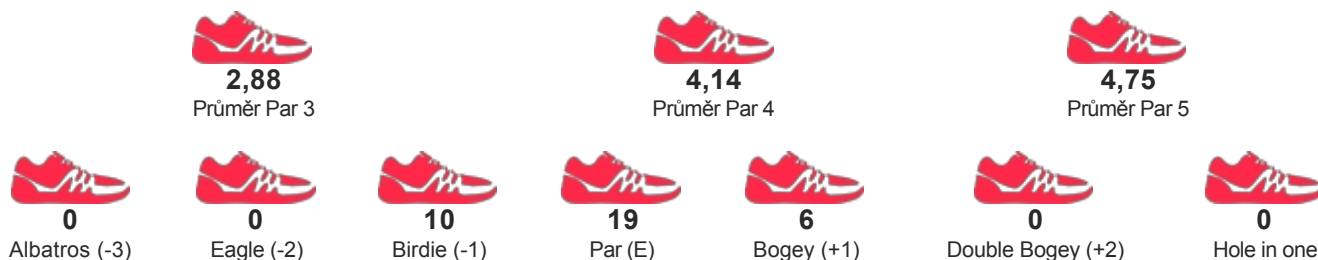 2,88 4,14 4,75
Průměr Par 3 Průměr Par 4 Průměr Par 5
0 0 10 19 6 0 0
Albatros (-3) Eagle (-2) Birdie (-1) Par (E) Bogey (+1) Double Bogey (+2) Hole in one